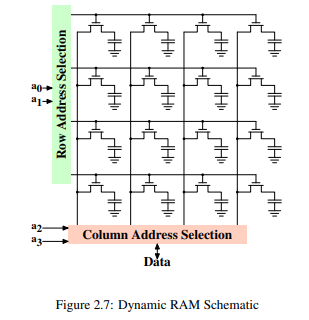 Row Address Selection
a0
a1
a2
a3
Column Address Selection
Data
Figure 2.7: Dynamic RAM Schematic